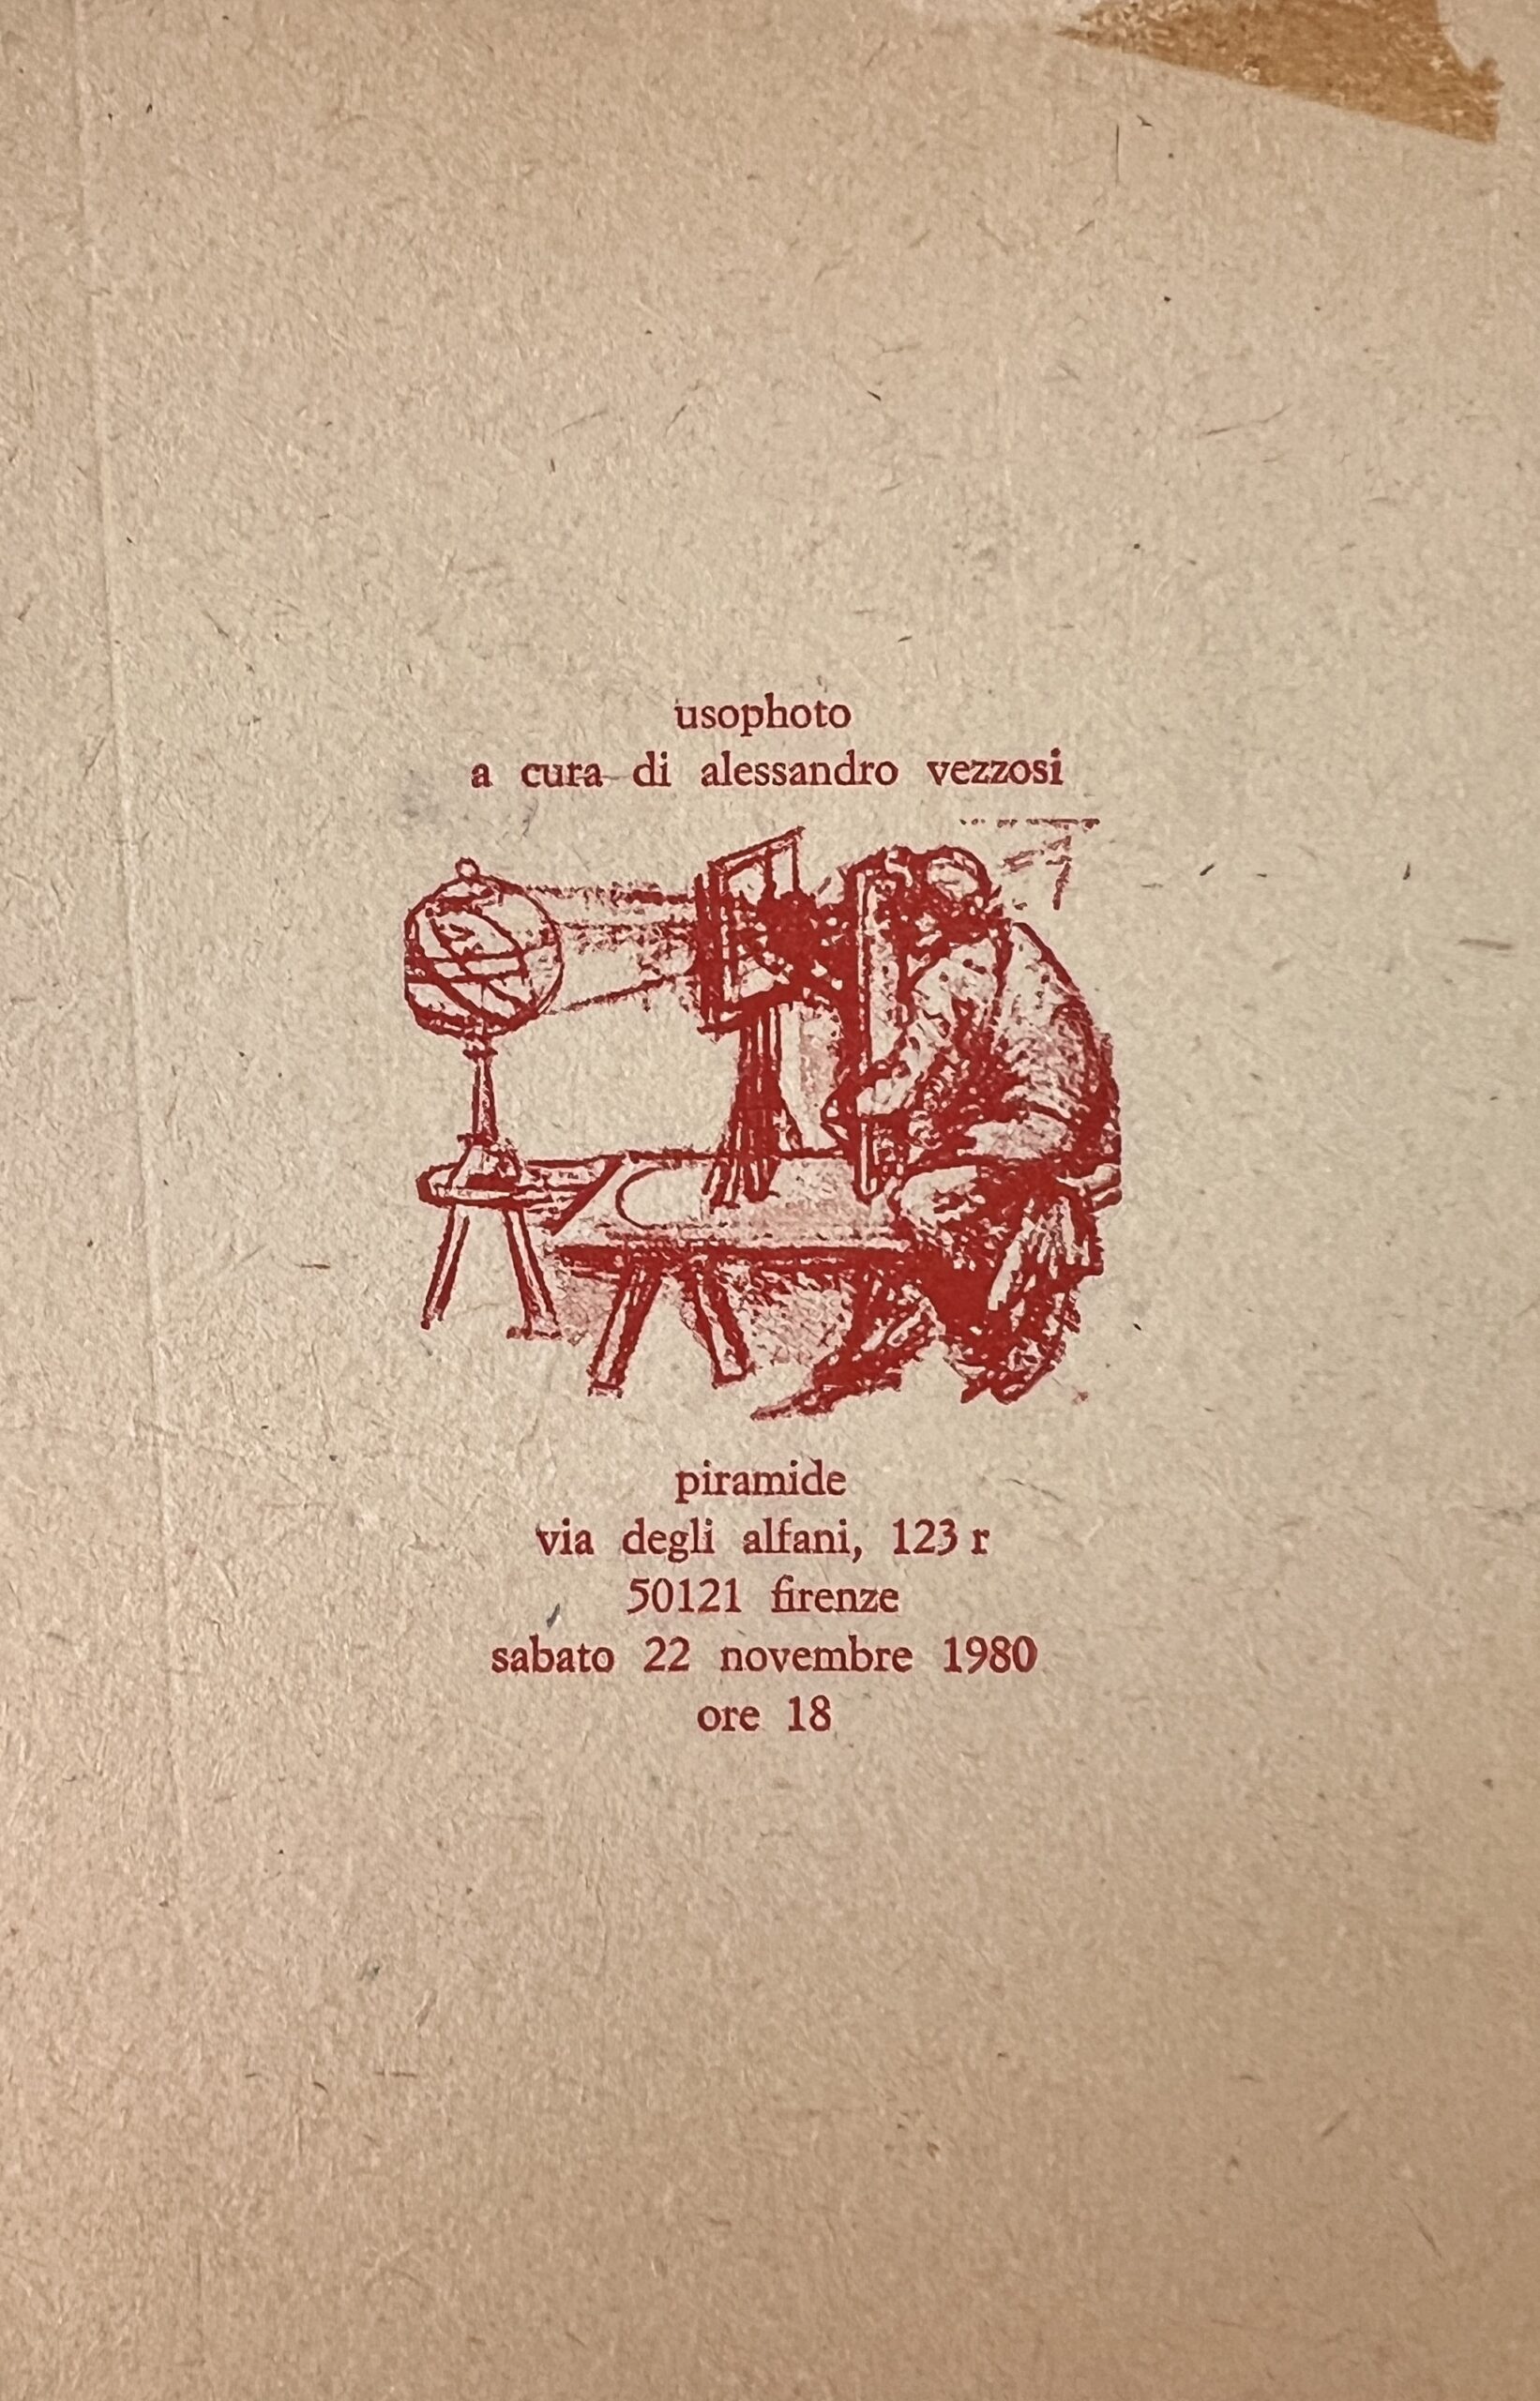 usophoto
a cura di alessandro vezzosi
piramide
via degli alfani, 123 r
50121 firenze
sabato 22 novembre 1980
ore 18